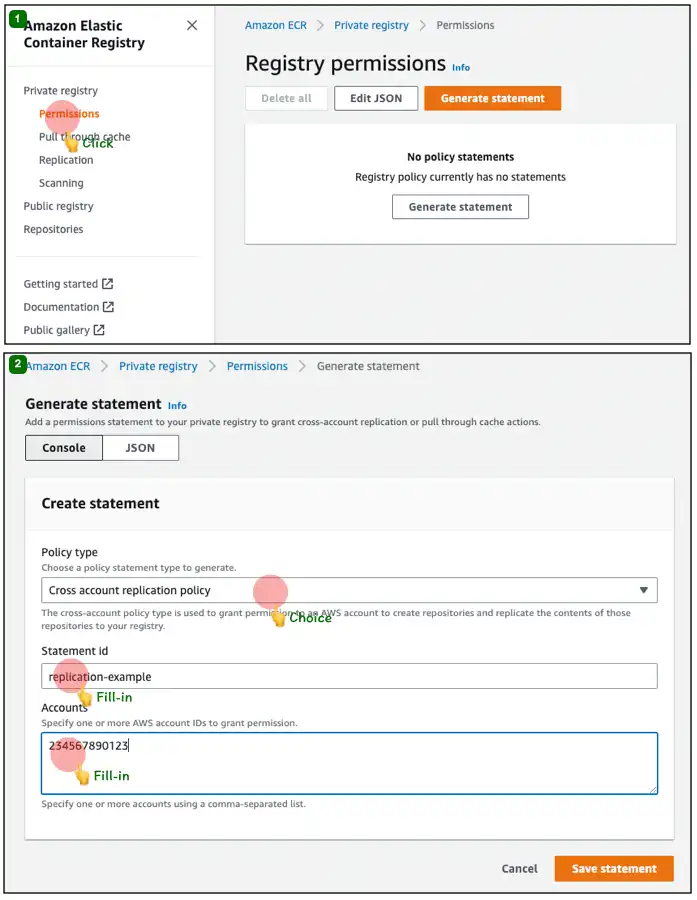 1
Amazon Elastic
Container Registry
Private registry
Permissions
Click
Pull through cache
Replication
Scanning
Public registry
Repositories
Getting started
Documentation
Public gallery
Amazon ECR > Private registry > Permissions
Registry permissions Info
Delete all Edit JSON Generate statement
No policy statements
Registry policy currently has no statements
Generate statement
2
Amazon ECR > Private registry > Permissions > Generate statement
Generate statement Info
Add a permissions statement to your private registry to grant cross-account replication or pull through cache actions.
Console JSON
Create statement
Policy type
Choose a policy statement type to generate.
Cross account replication policy
Choice
The cross-account policy type is used to grant permission to an AWS account to create repositories and replicate the contents of those
repositories to your registry.
Statement id
replication-example
Fill-in
Accounts
Specify one or more AWS account IDs to grant permission.
234567890123
Fill-in
Specify one or more accounts using a comma-separated list.
Cancel Save statement